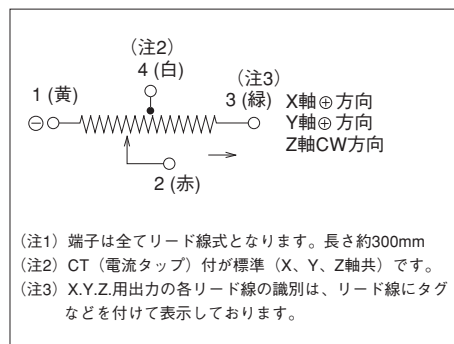 （注2）
4 (白)
（注3）
1 (黄)
3 (緑)
X軸⊕方向
Y軸⊕方向
Z軸CW方向
⊖
2 (赤)
（注1）端子は全てリード線式となります。長さ約300mm
（注2）CT（電流タップ）付が標準（X、Y、Z軸共）です。
（注3）X.Y.Z.用出力の各リード線の識別は、リード線にタグ
などを付けて表示しております。